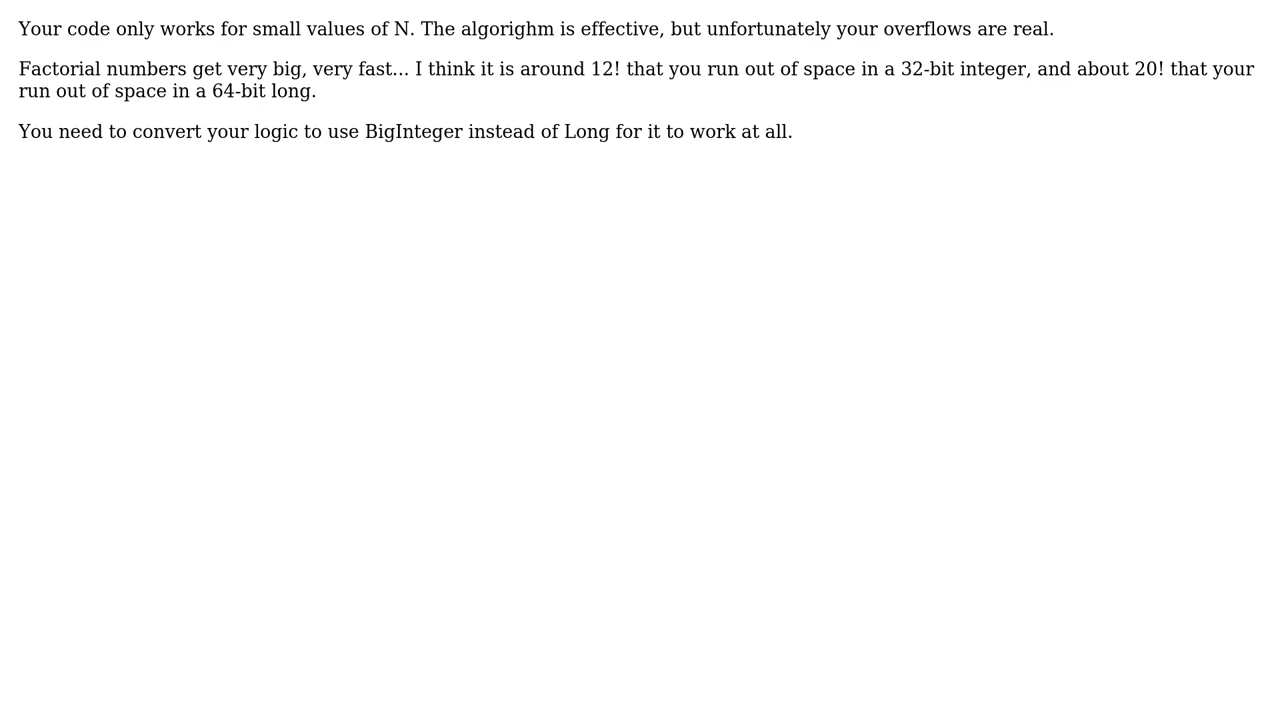 Your code only works for small values of N. The algorighm is effective, but unfortunately your overflows are real.
Factorial numbers get very big, very fast... I think it is around 12! that you run out of space in a 32-bit integer, and about 20! that your
run out of space in a 64-bit long.
You need to convert your logic to use BigInteger instead of Long for it to work at all.